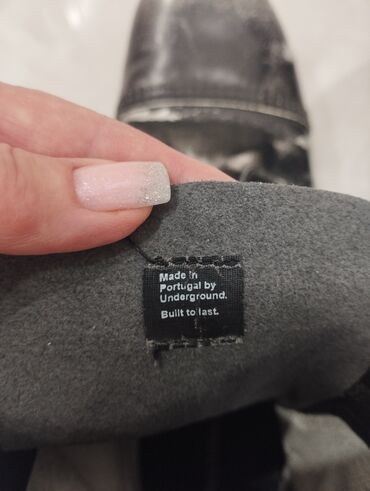 Made in
Portugal by
Underground.
Built to last.